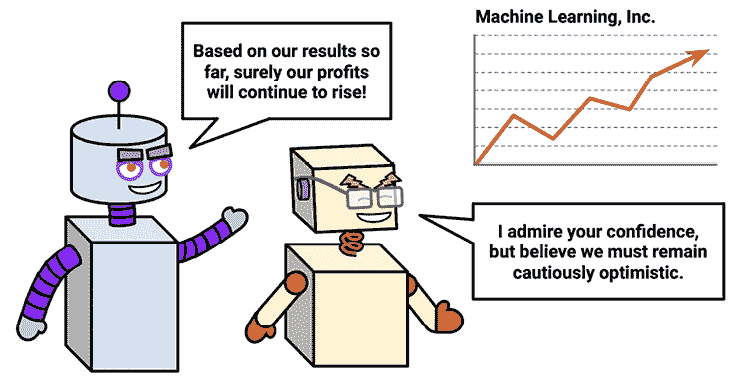 Machine Learning, Inc.
Based on our results so
far, surely our profits
will continue to rise!
I admire your confidence,
but believe we must remain
cautiously optimistic.